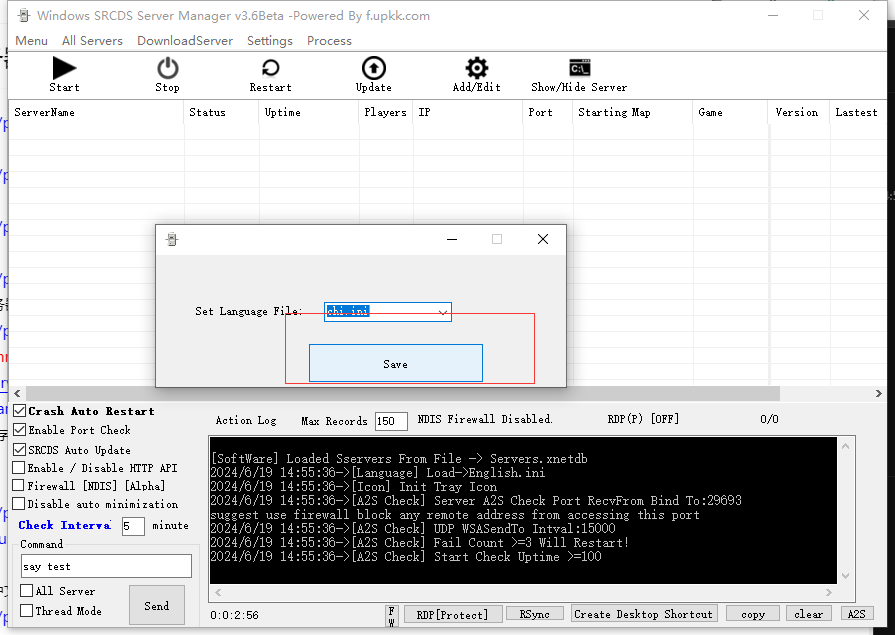 Windows SRCDS Server Manager v3.6Beta -Powered By f.upkk.com
Menu All Servers DownloadServer Settings Process
C:\_
Start Stop Restart Update Add/Edit Show/Hide Server
ServerName Status Uptime Players IP Port Starting Map Game Version Lastest
Set Language File: chi.ini
Save
Crash Auto Restart
Enable Port Check
SRCDS Auto Update
Enable / Disable HTTP API
Firewall [NDIS] [Alpha]
Disable auto minimization
Check Interva 5 minute
Command
say test
All Server
Thread Mode
Send
Action Log Max Records 150 NDIS Firewall Disabled. RDP(P) [OFF] 0/0
[SoftWare] Loaded Sservers From File -> Servers.xnetdb
2024/6/19 14:55:36->[Language] Load->English.ini
2024/6/19 14:55:36->[Icon] Init Tray Icon
2024/6/19 14:55:36->[A2S Check] Server A2S Check Port RecvFrom Bind To:29693
suggest use firewall block any remote address from accessing this port
2024/6/19 14:55:36->[A2S Check] UDP WSASendTo Intval:15000
2024/6/19 14:55:36->[A2S Check] Fail Count >=3 Will Restart!
2024/6/19 14:55:36->[A2S Check] Start Check Uptime >=100
0:0:2:56 FW RDP[Protect] RSync Create Desktop Shortcut copy clear A2S